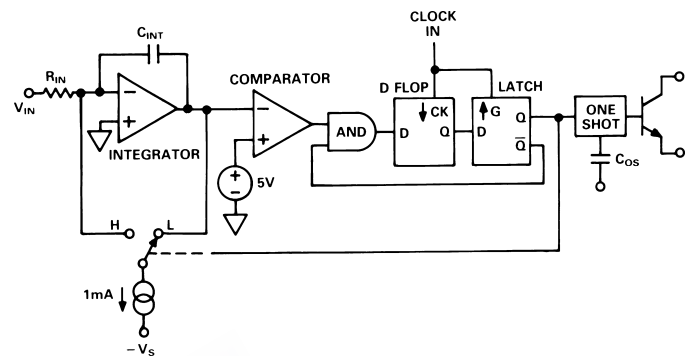 CLOCK
IN
C_INT
R_IN
V_IN
−
+
INTEGRATOR
COMPARATOR
−
+
+
−
5V
AND
D FLOP
↓ CK
D
Q
LATCH
↑ G
D
Q
Q̅
ONE
SHOT
C_OS
H
L
1mA
−V_S